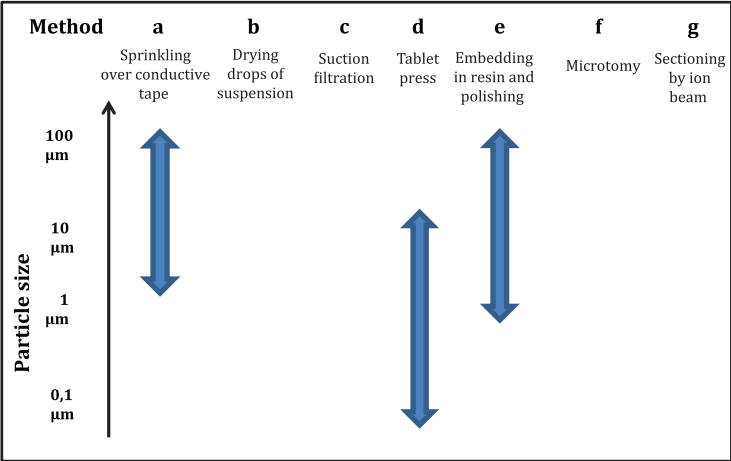 Method a b c d e f g
Sprinkling
over conductive
tape
Drying
drops of
suspension
Suction
filtration
Tablet
press
Embedding
in resin and
polishing
Microtomy
Sectioning
by ion
beam
Particle size
100
μm
10
μm
1
μm
0,1
μm